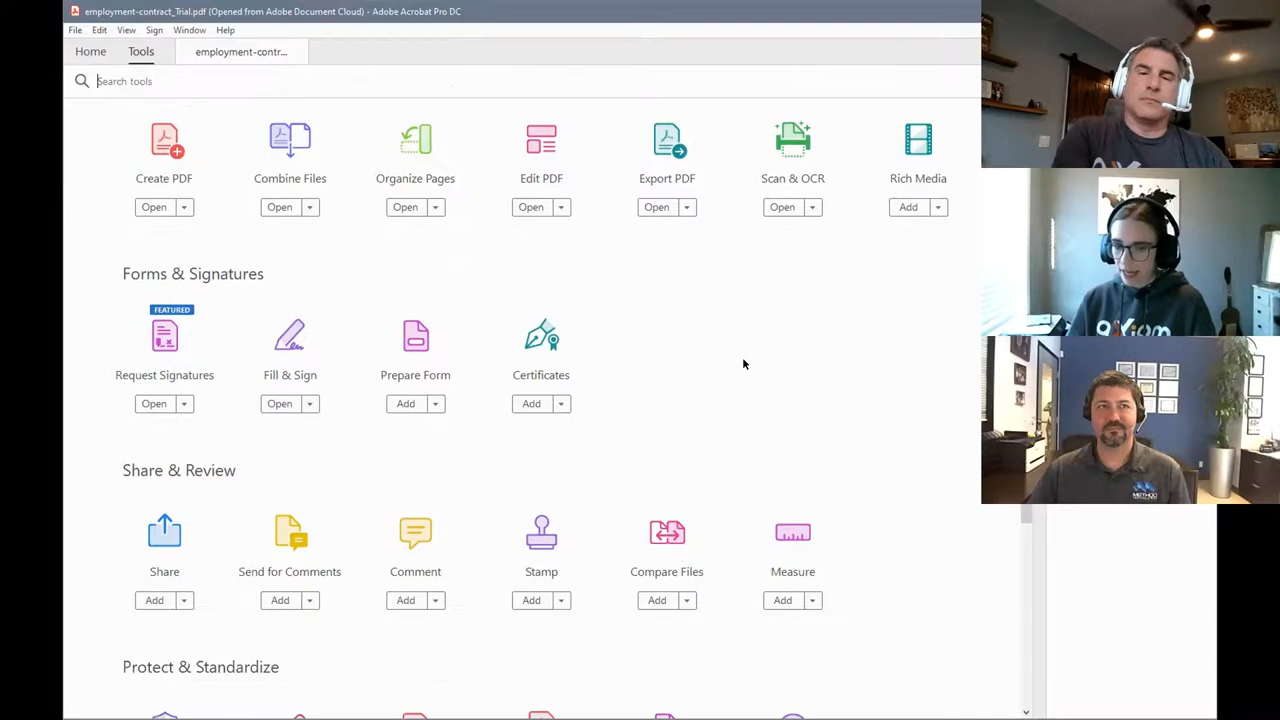 employment-contract_Trial.pdf (Opened from Adobe Document Cloud) - Adobe Acrobat Pro DC
File Edit View Sign Window Help
Home Tools employment-contr...
Search tools
Create PDF Combine Files Organize Pages Edit PDF Export PDF Scan & OCR Rich Media
Open Open Open Open Open Open Add
Forms & Signatures
FEATURED
Request Signatures Fill & Sign Prepare Form Certificates
Open Open Add Add
Share & Review
Share Send for Comments Comment Stamp Compare Files Measure
Add Add Add Add Add Add
Protect & Standardize
axiom
METHOD